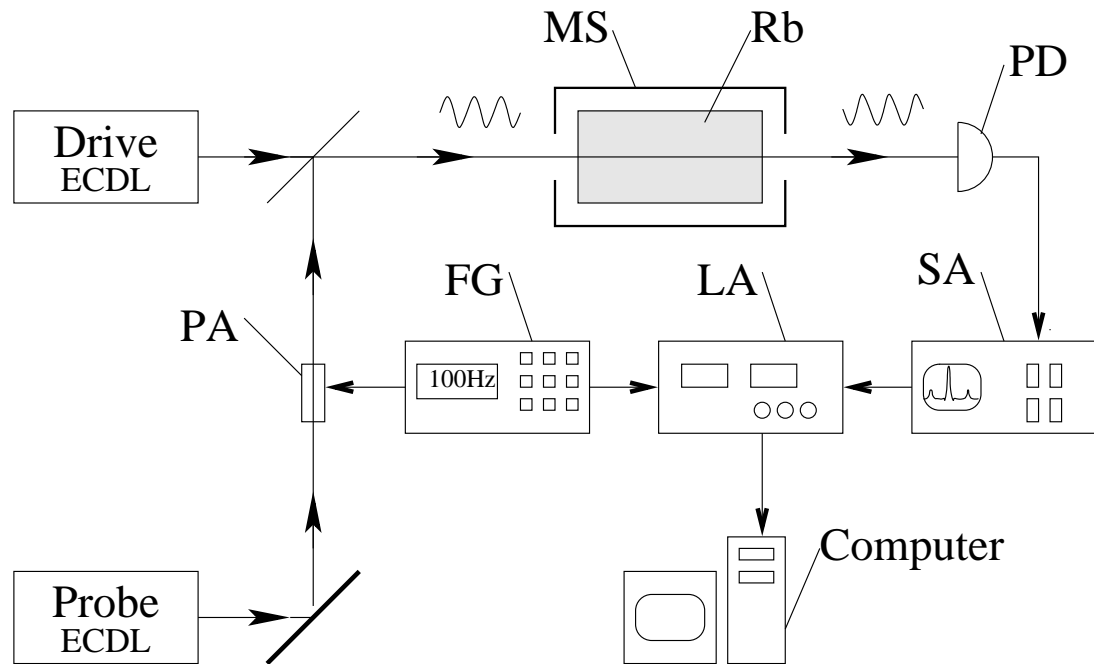 MS
Rb
PD
Drive
ECDL
FG
LA
SA
PA
100Hz
Computer
Probe
ECDL